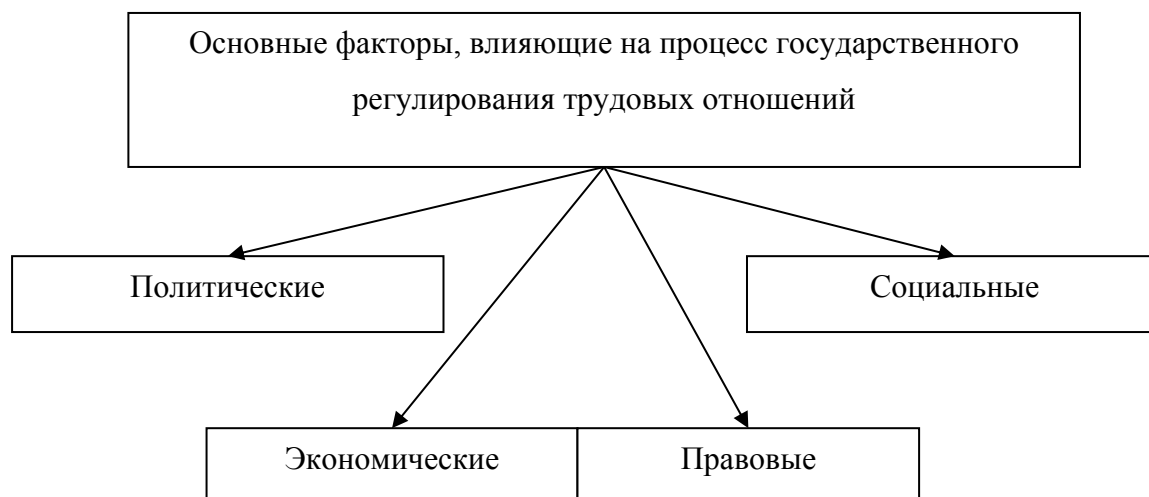 Основные факторы, влияющие на процесс государственного
регулирования трудовых отношений
Политические
Социальные
Экономические
Правовые